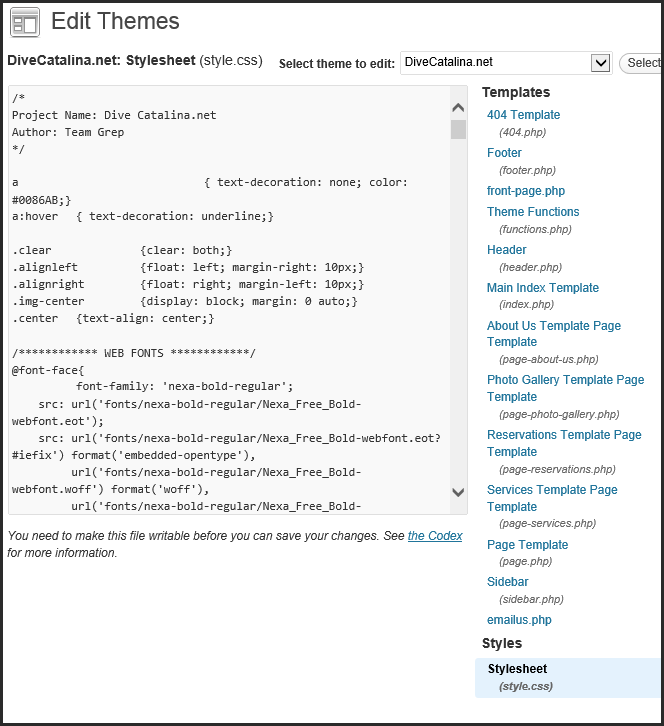 Edit Themes
DiveCatalina.net: Stylesheet (style.css)
Select theme to edit:
DiveCatalina.net
Select
/*
Project Name: Dive Catalina.net
Author: Team Grep
*/
a { text-decoration: none; color:
#0086AB;}
a:hover { text-decoration: underline;}
.clear {clear: both;}
.alignleft {float: left; margin-right: 10px;}
.alignright {float: right; margin-left: 10px;}
.img-center {display: block; margin: 0 auto;}
.center {text-align: center;}
/************ WEB FONTS ************/
@font-face{
font-family: 'nexa-bold-regular';
src: url('fonts/nexa-bold-regular/Nexa_Free_Bold-
webfont.eot');
src: url('fonts/nexa-bold-regular/Nexa_Free_Bold-webfont.eot?
#iefix') format('embedded-opentype'),
url('fonts/nexa-bold-regular/Nexa_Free_Bold-
webfont.woff') format('woff'),
url('fonts/nexa-bold-regular/Nexa_Free_Bold-
You need to make this file writable before you can save your changes. See the Codex
for more information.
Templates
404 Template
(404.php)
Footer
(footer.php)
front-page.php
Theme Functions
(functions.php)
Header
(header.php)
Main Index Template
(index.php)
About Us Template Page
Template
(page-about-us.php)
Photo Gallery Template Page
Template
(page-photo-gallery.php)
Reservations Template Page
Template
(page-reservations.php)
Services Template Page
Template
(page-services.php)
Page Template
(page.php)
Sidebar
(sidebar.php)
emailus.php
Styles
Stylesheet
(style.css)